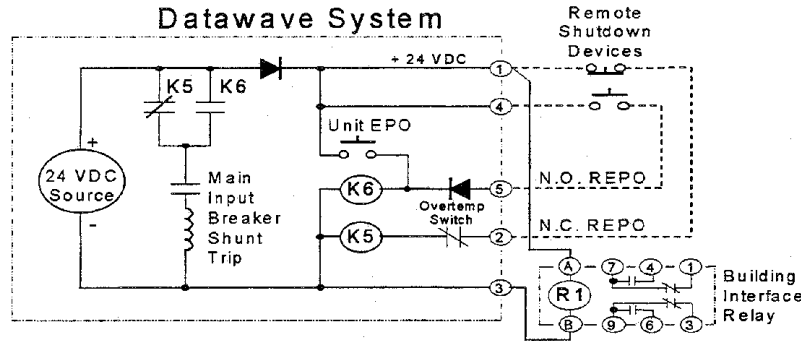 Datawave System
Remote
Shutdown
Devices
+ 24 VDC
1
K5
K6
4
Unit EPO
+
24 VDC
Source
-
Main
Input
Breaker
Shunt
Trip
K6
5
N.O. REPO
Overtemp
Switch
K5
2
N.C. REPO
3
A
7
4
1
R1
B
9
6
3
Building
Interface
Relay